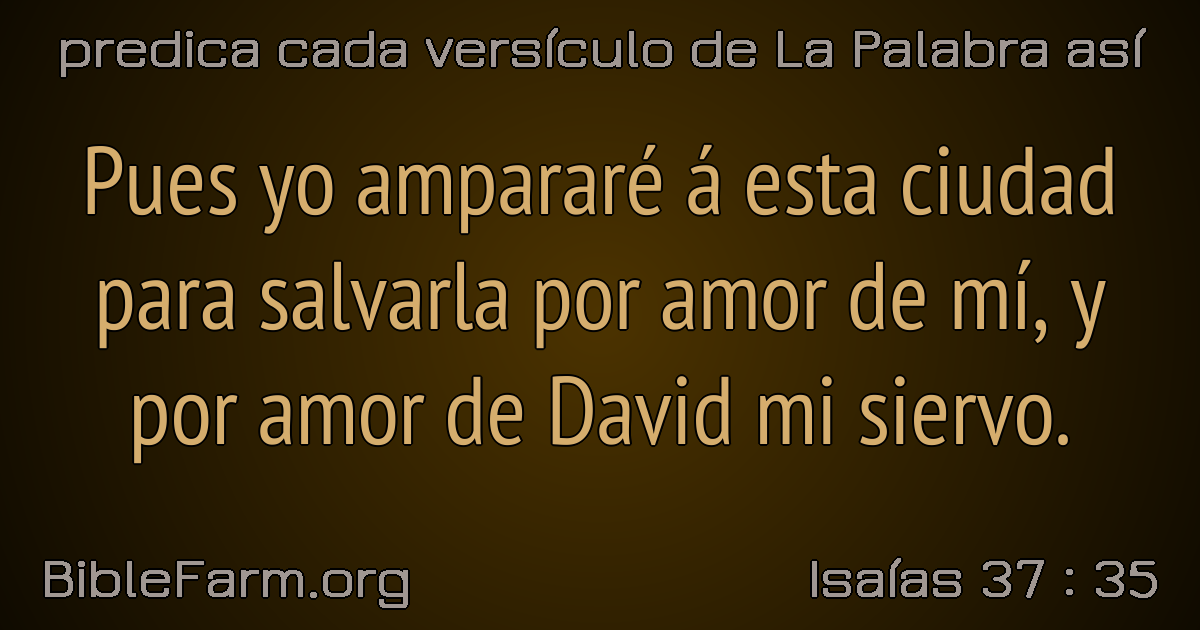 predica cada versículo de La Palabra así
Pues yo ampararé á esta ciudad
para salvarla por amor de mí, y
por amor de David mi siervo.
BibleFarm.org
Isaías 37 : 35